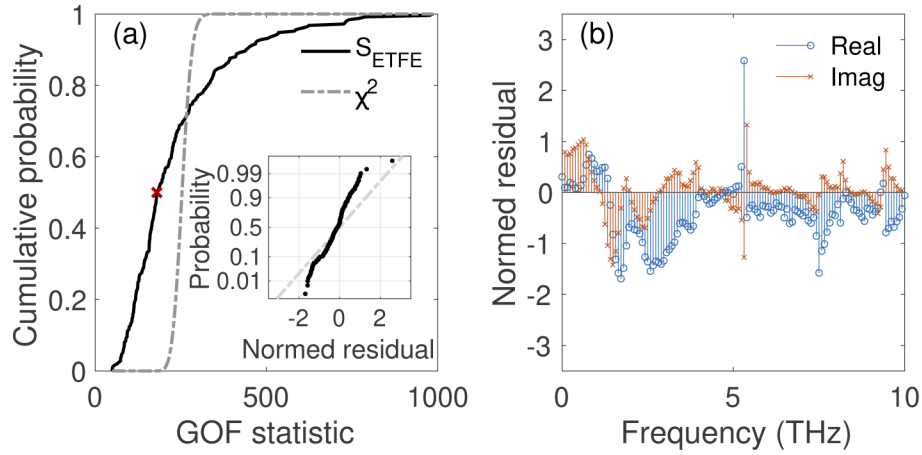 (a)
S_ETFE
χ²
Cumulative probability
1
0.8
0.6
0.4
0.2
0
0
500
1000
GOF statistic
Probability
0.99
0.9
0.5
0.1
0.01
-2
0
2
Normed residual
(b)
Real
Imag
Normed residual
3
2
1
0
-1
-2
-3
0
5
10
Frequency (THz)